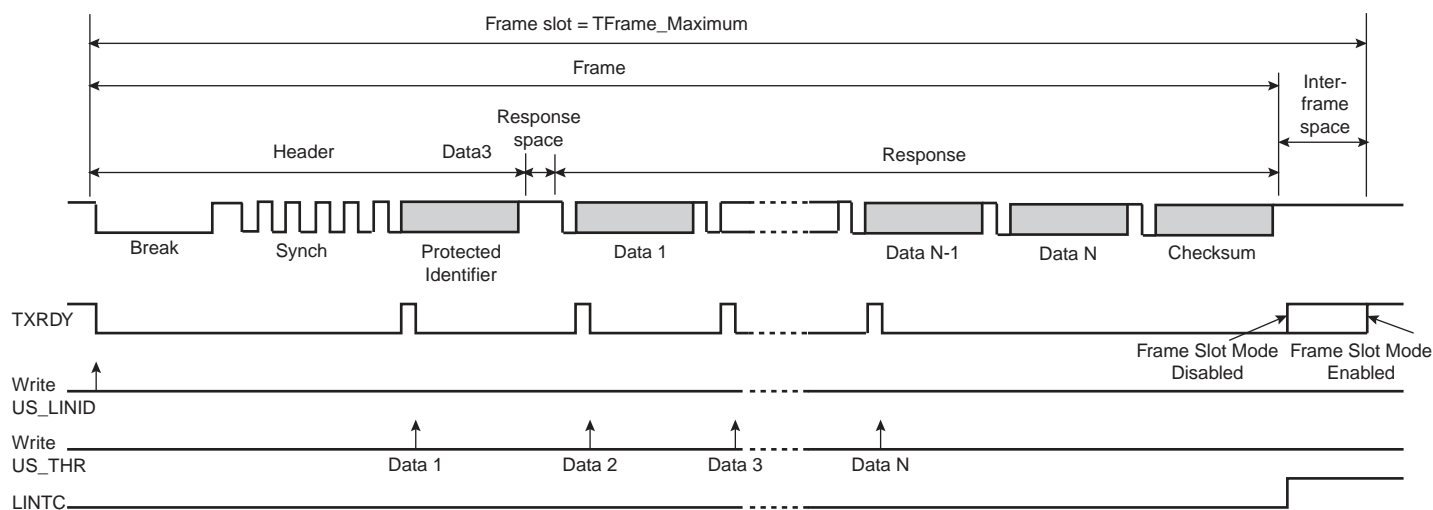 Frame slot = TFrame_Maximum
Frame
Inter-
frame
space
Response
space
Header
Data3
Response
Break
Synch
Protected
Identifier
Data 1
Data N-1
Data N
Checksum
TXRDY
Frame Slot Mode
Disabled
Frame Slot Mode
Enabled
Write
US_LINID
Write
US_THR
Data 1
Data 2
Data 3
Data N
LINTC